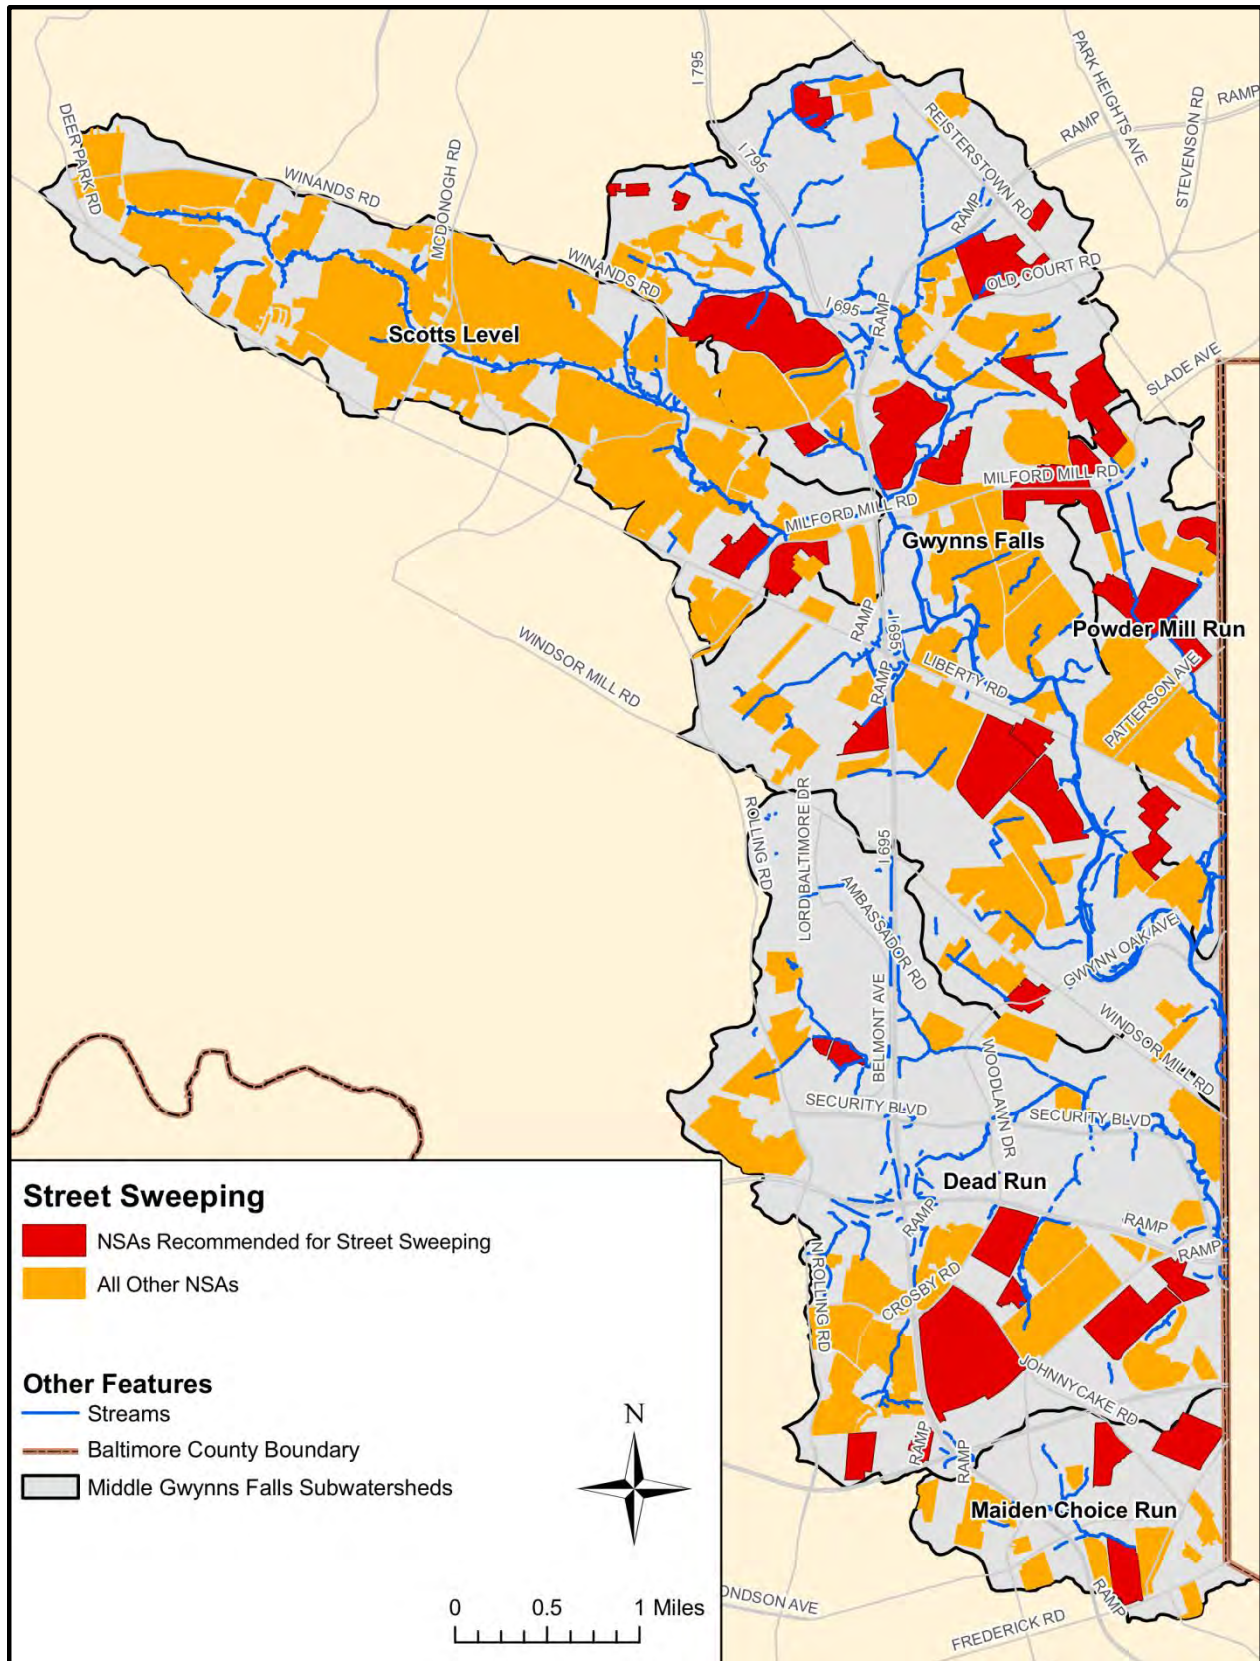 I 795
PARK HEIGHTS AVE
RAMP
RAMP
STEVENSON RD
REISTERSTOWN RD
I 795
DEER PARK RD
WINANDS RD
MCDONOGH RD
RAMP
WINANDS RD
OLD COURT RD
I 695
RAMP
Scotts Level
SLADE AVE
MILFORD MILL RD
MILFORD MILL RD
Gwynns Falls
RAMP
I 695
Powder Mill Run
WINDSOR MILL RD
LIBERTY RD
RAMP
PATTERSON AVE
ROLLING RD
LORD BALTIMORE DR
I 695
AMBASSADOR RD
GWYNN OAK AVE
BELMONT AVE
WINDSOR MILL RD
WOODLAWN DR
SECURITY BLVD
SECURITY BLVD
Dead Run
RAMP
RAMP
RAMP
N ROLLING RD
CROSBY RD
JOHNNYCAKE RD
RAMP
RAMP
Maiden Choice Run
RAMP
ONDSON AVE
FREDERICK RD
Street Sweeping
NSAs Recommended for Street Sweeping
All Other NSAs
Other Features
Streams
Baltimore County Boundary
Middle Gwynns Falls Subwatersheds
N
0 0.5 1 Miles